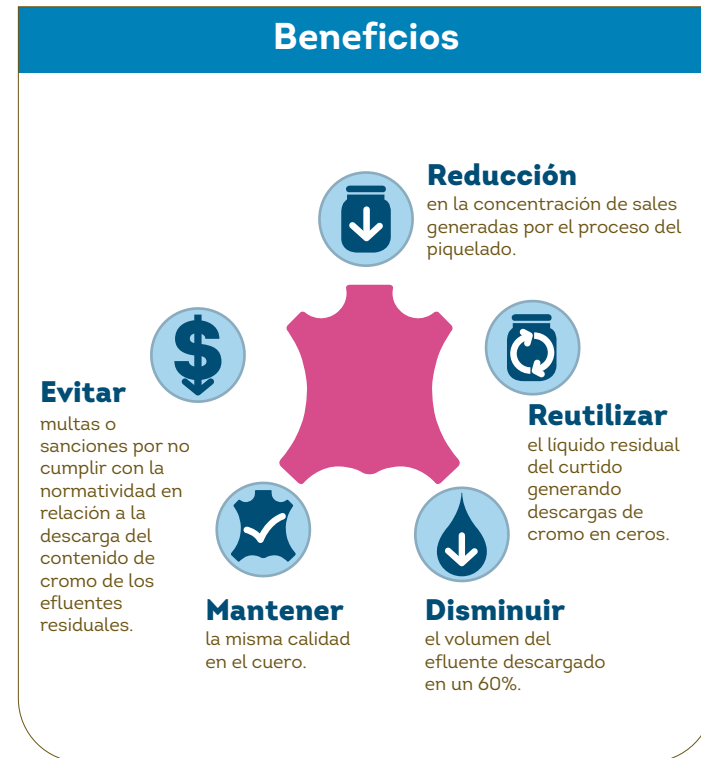 Beneficios
Reducción
en la concentración de sales
generadas por el proceso del
piquelado.
Reutilizar
el líquido residual
del curtido
generando
descargas de
cromo en ceros.
Disminuir
el volumen del
efluente descargado
en un 60%.
Mantener
la misma calidad
en el cuero.
Evitar
multas o
sanciones por no
cumplir con la
normatividad en
relación a la
descarga del
contenido de
cromo de los
efluentes
residuales.